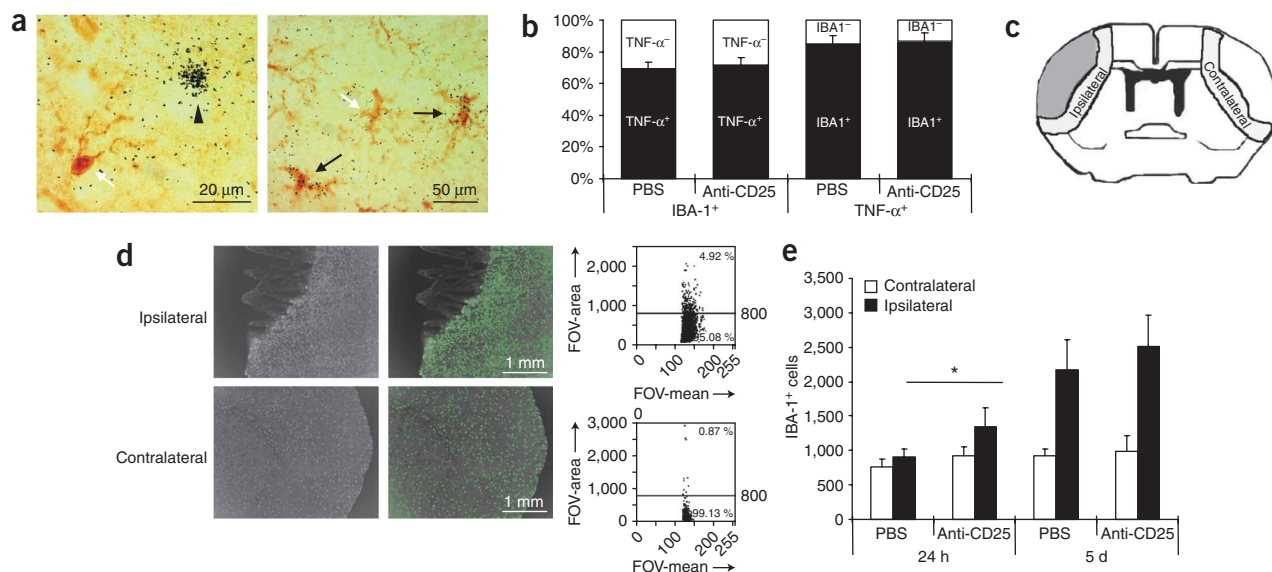 a
20 µm
50 µm
b
100%
80%
60%
40%
20%
0%
TNF-α⁻
TNF-α⁻
IBA1⁻
IBA1⁻
TNF-α⁺
TNF-α⁺
IBA1⁺
IBA1⁺
PBS
Anti-CD25
PBS
Anti-CD25
IBA-1⁺
TNF-α⁺
c
Ipsilateral
Contralateral
d
Ipsilateral
1 mm
FOV-area
2,000
1,000
0
4.92 %
800
95.08 %
0
100
200
255
FOV-mean
Contralateral
1 mm
FOV-area
0
3,000
2,000
1,000
0
0.87 %
800
99.13 %
0
100
200
255
FOV-mean
e
Contralateral
Ipsilateral
IBA-1⁺ cells
3,500
3,000
2,500
2,000
1,500
1,000
500
0
*
PBS
Anti-CD25
PBS
Anti-CD25
24 h
5 d